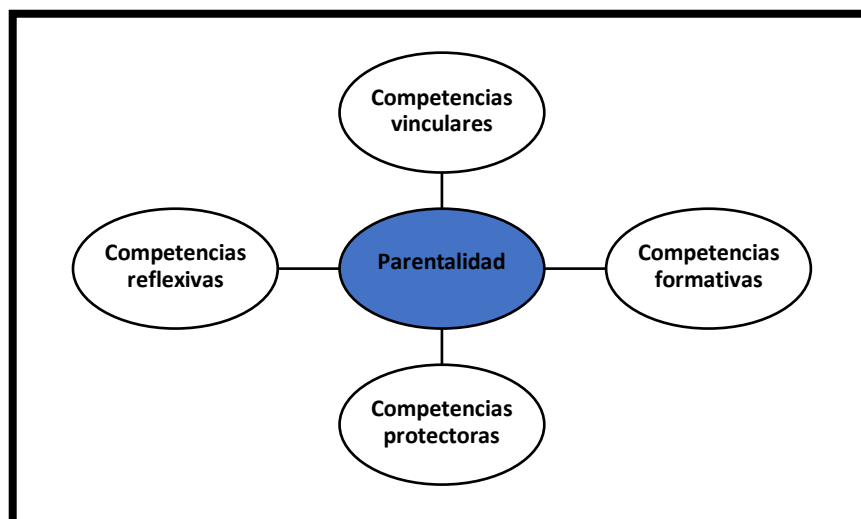 Competencias
vinculares
Competencias
reflexivas
Parentalidad
Competencias
formativas
Competencias
protectoras